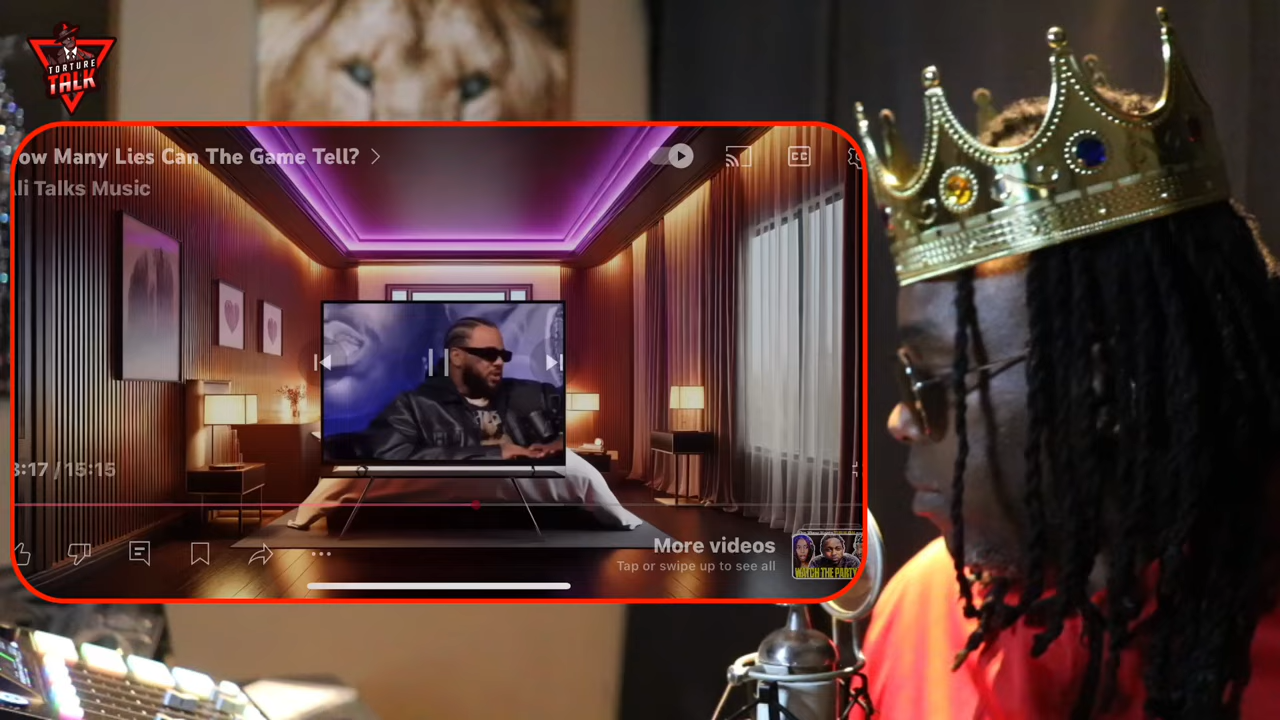 TORTURE
TALK
ow Many Lies Can The Game Tell?
li Talks Music
CC
3:17 / 15:15
More videos
Tap or swipe up to see all
WATCH THE PARTY